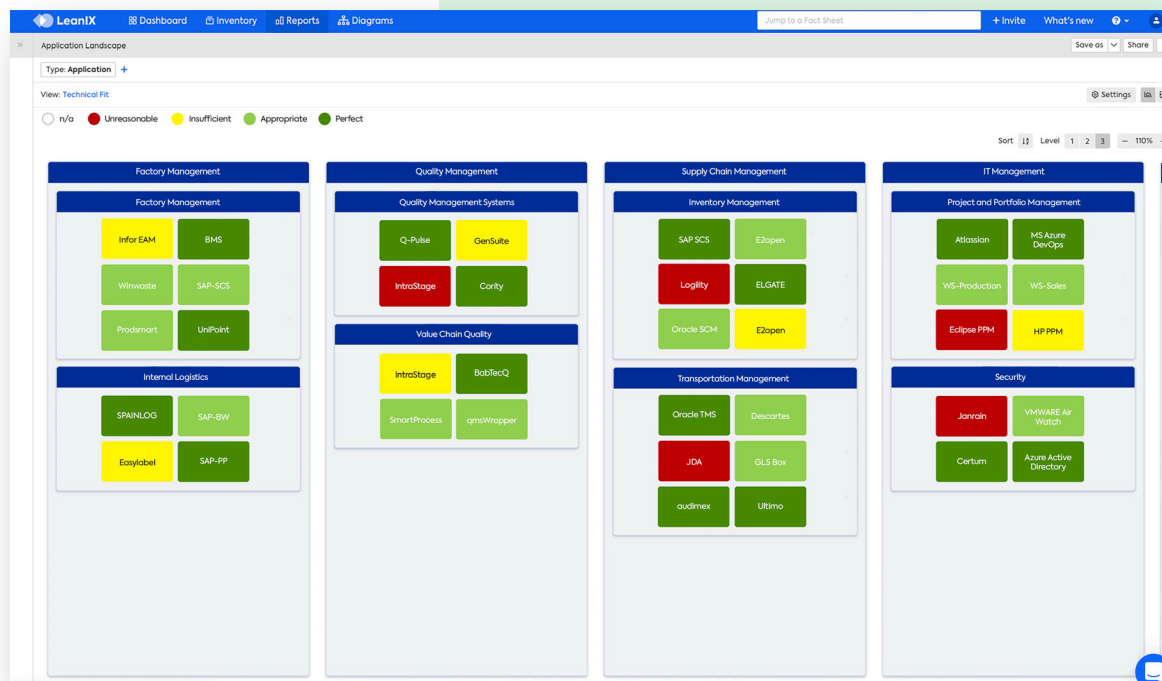 LeanIX Dashboard Inventory Reports Diagrams Jump to a Fact Sheet + Invite What's new
Application Landscape Save as Share
Type: Application +
View: Technical Fit Settings
n/a Unreasonable Insufficient Appropriate Perfect
Sort Level 1 2 3 – 110%
Factory Management
Factory Management
Infor EAM BMS
Winwaste SAP-SCS
Prodsmart UniPoint
Internal Logistics
SPAINLOG SAP-BW
Easylabel SAP-PP
Quality Management
Quality Management Systems
Q-Pulse GenSuite
IntraStage Cority
Value Chain Quality
IntraStage BabTecQ
SmartProcess qmsWrapper
Supply Chain Management
Inventory Management
SAP SCS E2open
Logility ELGATE
Oracle SCM E2open
Transportation Management
Oracle TMS Descartes
JDA GLS Box
audimex Ultimo
IT Management
Project and Portfolio Management
Atlassian MS Azure DevOps
WS-Production WS-Sales
Eclipse PPM HP PPM
Security
Janrain VMWARE Air Watch
Certum Azure Active Directory